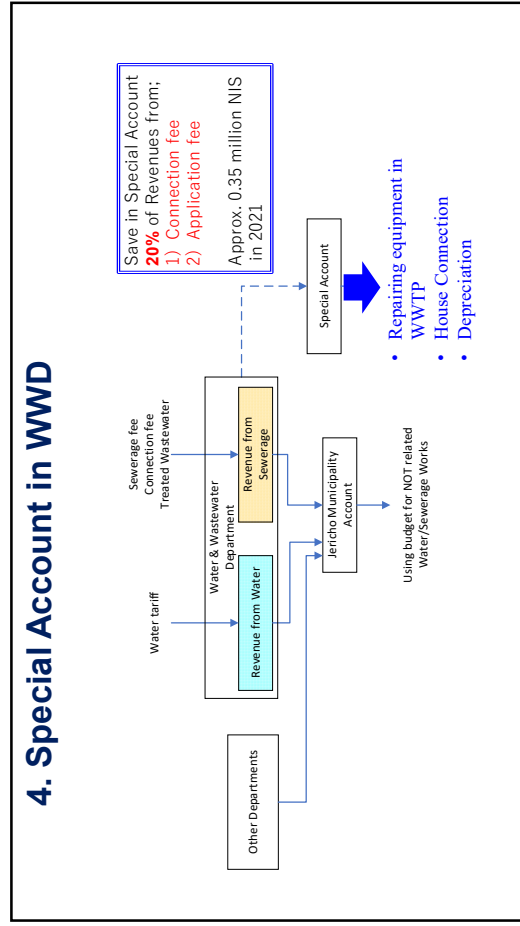 4. Special Account in WWD
Water tariff
Sewerage fee
Connection fee
Treated Wastewater
Save in Special Account
20% of Revenues from;
1) Connection fee
2) Application fee
Approx. 0.35 million NIS
in 2021
Other Departments
Water & Wastewater
Department
Revenue from Water
Revenue from
Sewerage
Jericho Municipality
Account
Special Account
Using budget for NOT related
Water/Sewerage Works
• Repairing equipment in
WWTP
• House Connection
• Depreciation